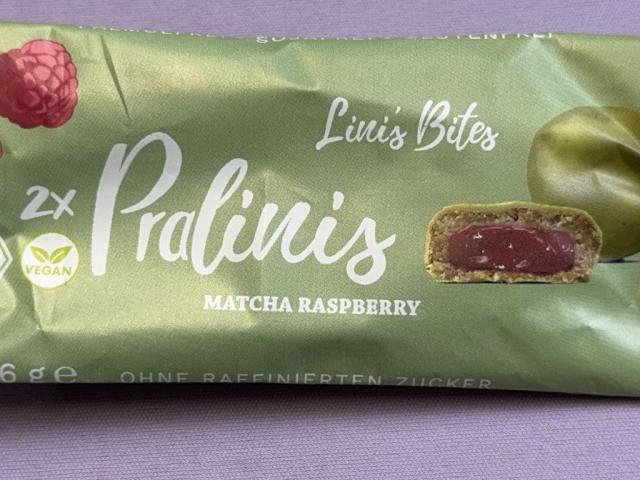 Lini's Bites
2x Pralinis
VEGAN
MATCHA RASPBERRY
6 g e
OHNE RAFFINIERTEN ZUCKER